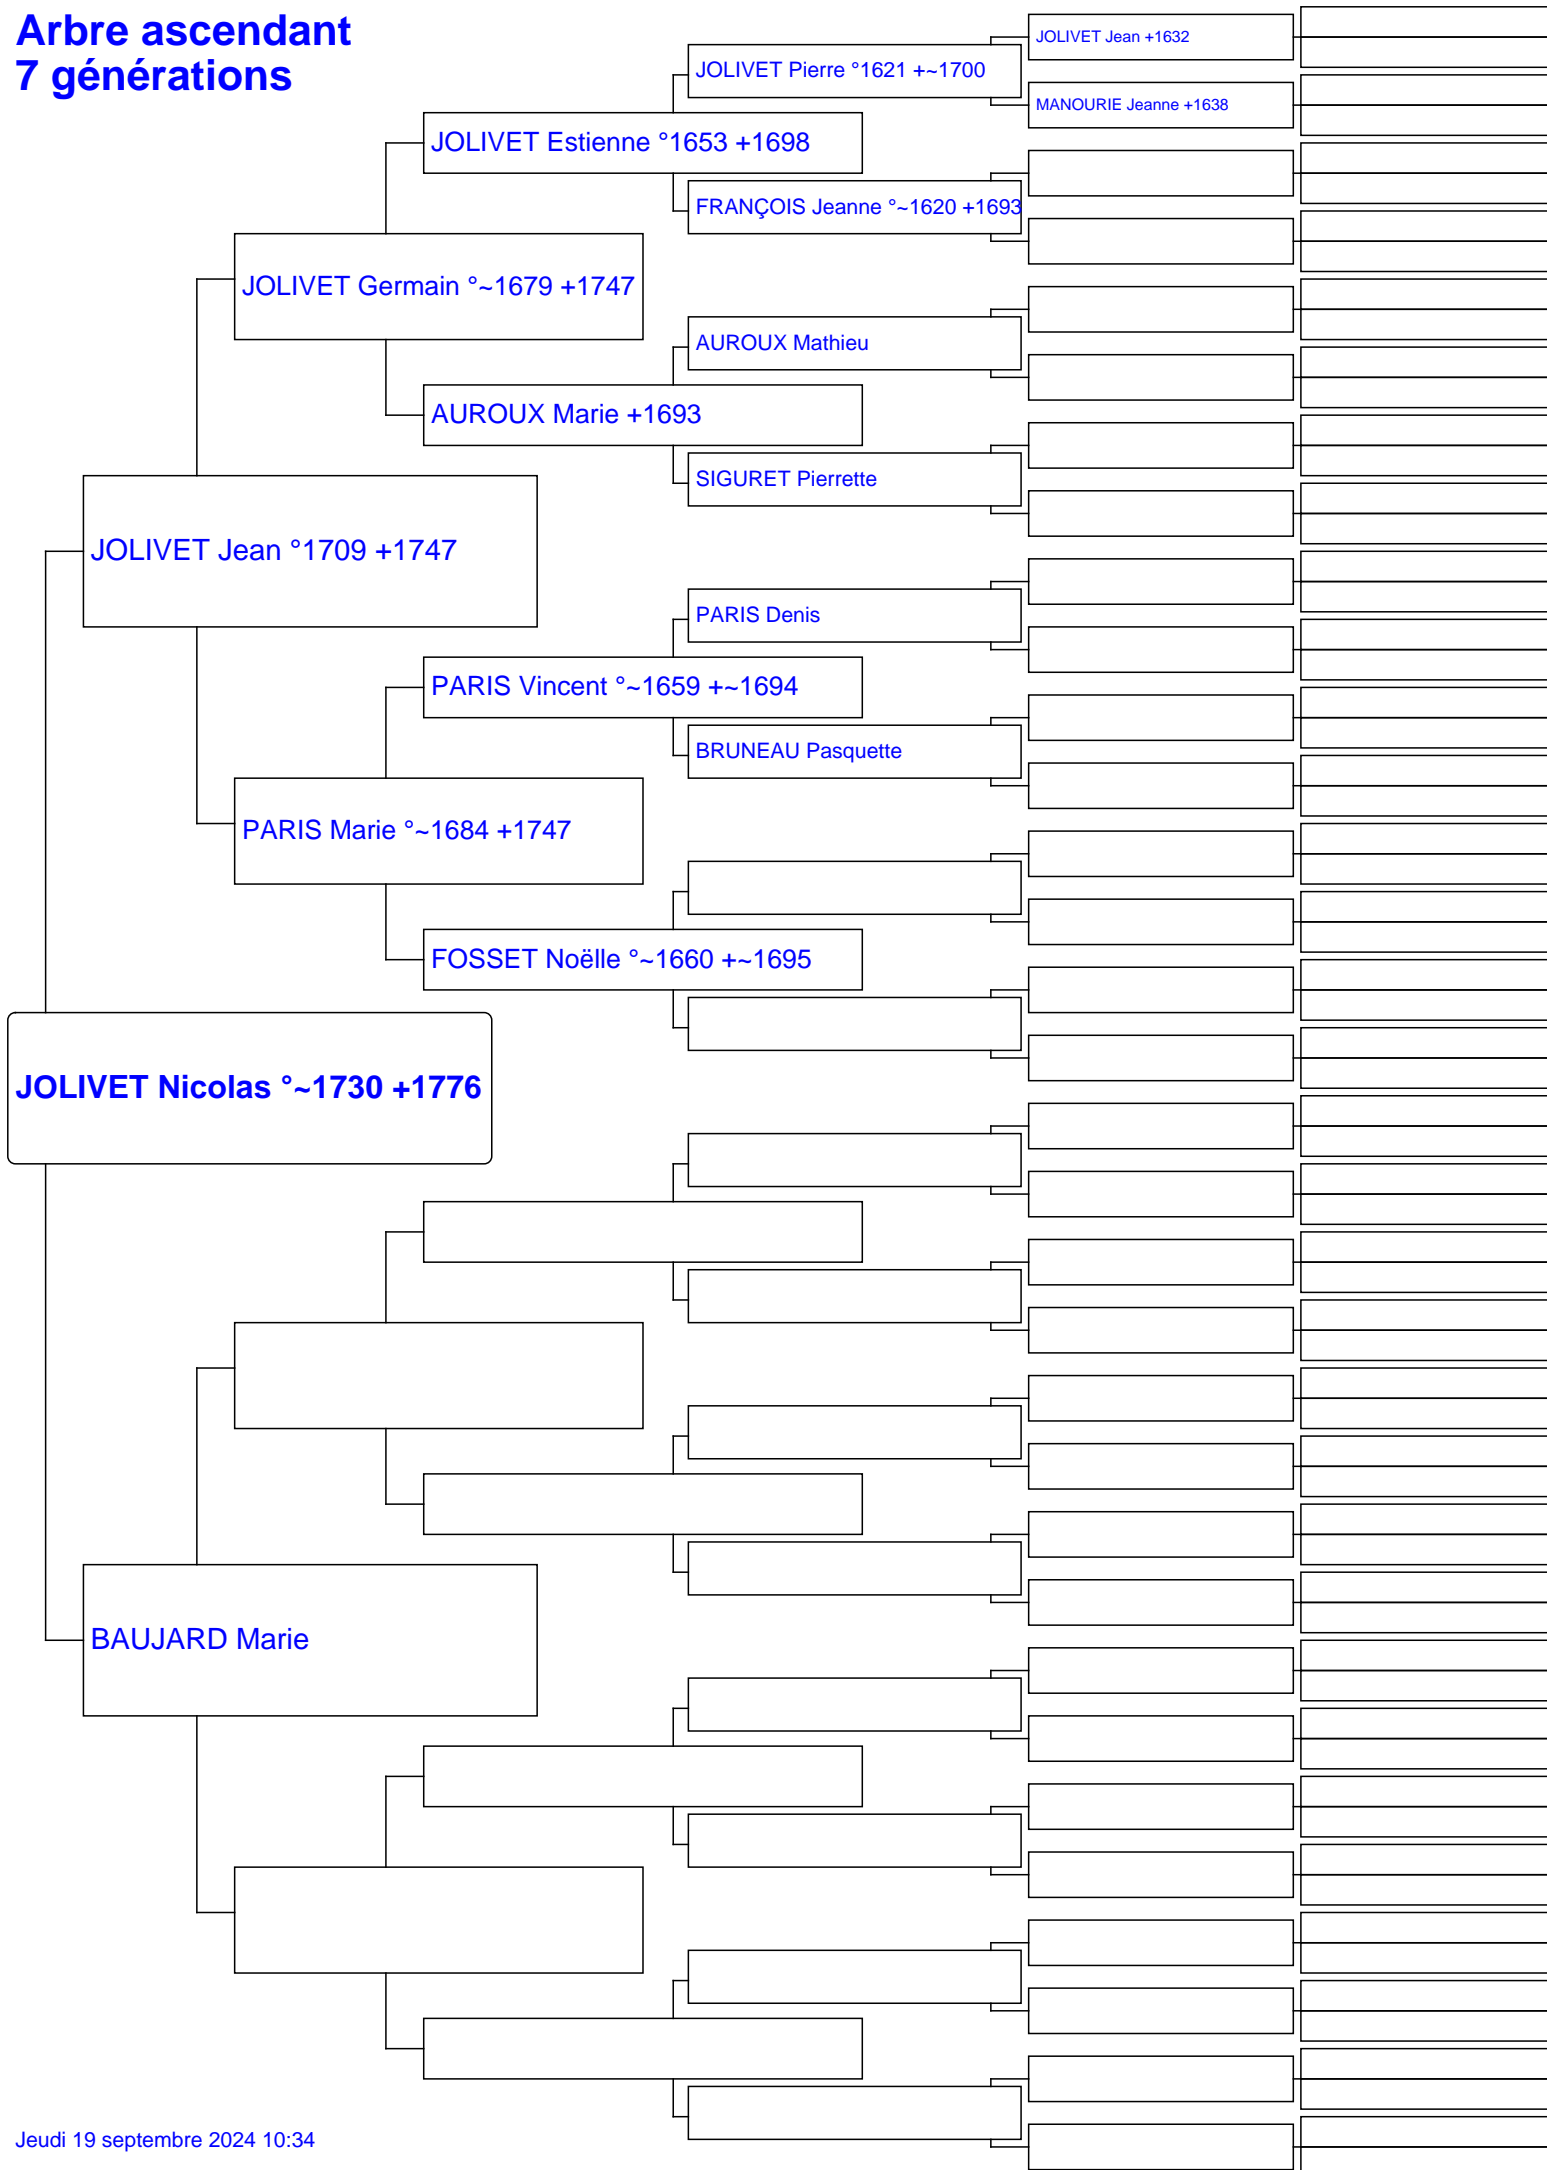 Arbre ascendant
7 générations
JOLIVET Jean +1632
JOLIVET Pierre °1621 +~1700
MANOURIE Jeanne +1638
JOLIVET Estienne °1653 +1698
FRANÇOIS Jeanne °~1620 +1693
JOLIVET Germain °~1679 +1747
AUROUX Mathieu
AUROUX Marie +1693
SIGURET Pierrette
JOLIVET Jean °1709 +1747
PARIS Denis
PARIS Vincent °~1659 +~1694
BRUNEAU Pasquette
PARIS Marie °~1684 +1747
FOSSET Noëlle °~1660 +~1695
JOLIVET Nicolas °~1730 +1776
BAUJARD Marie
Jeudi 19 septembre 2024 10:34